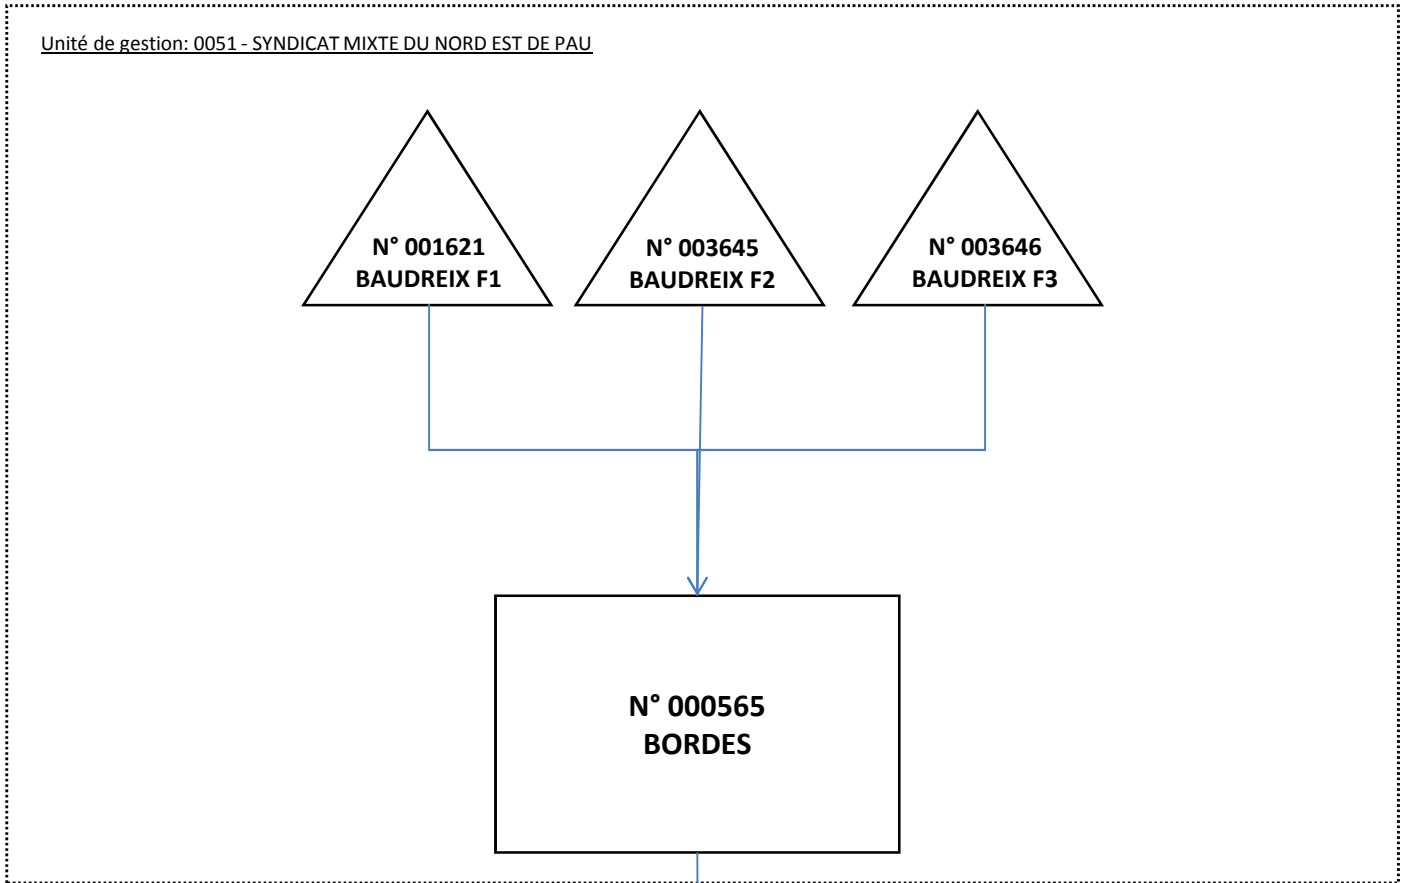 Unité de gestion: 0051 - SYNDICAT MIXTE DU NORD EST DE PAU
N° 001621
BAUDREIX F1
N° 003645
BAUDREIX F2
N° 003646
BAUDREIX F3
N° 000565
BORDES